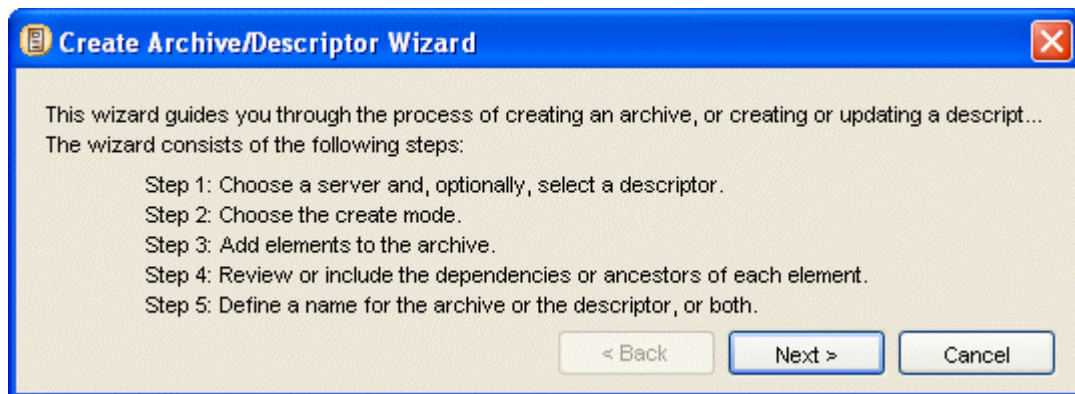 Create Archive/Descriptor Wizard
This wizard guides you through the process of creating an archive, or creating or updating a descript...
The wizard consists of the following steps:
Step 1: Choose a server and, optionally, select a descriptor.
Step 2: Choose the create mode.
Step 3: Add elements to the archive.
Step 4: Review or include the dependencies or ancestors of each element.
Step 5: Define a name for the archive or the descriptor, or both.
< Back Next > Cancel